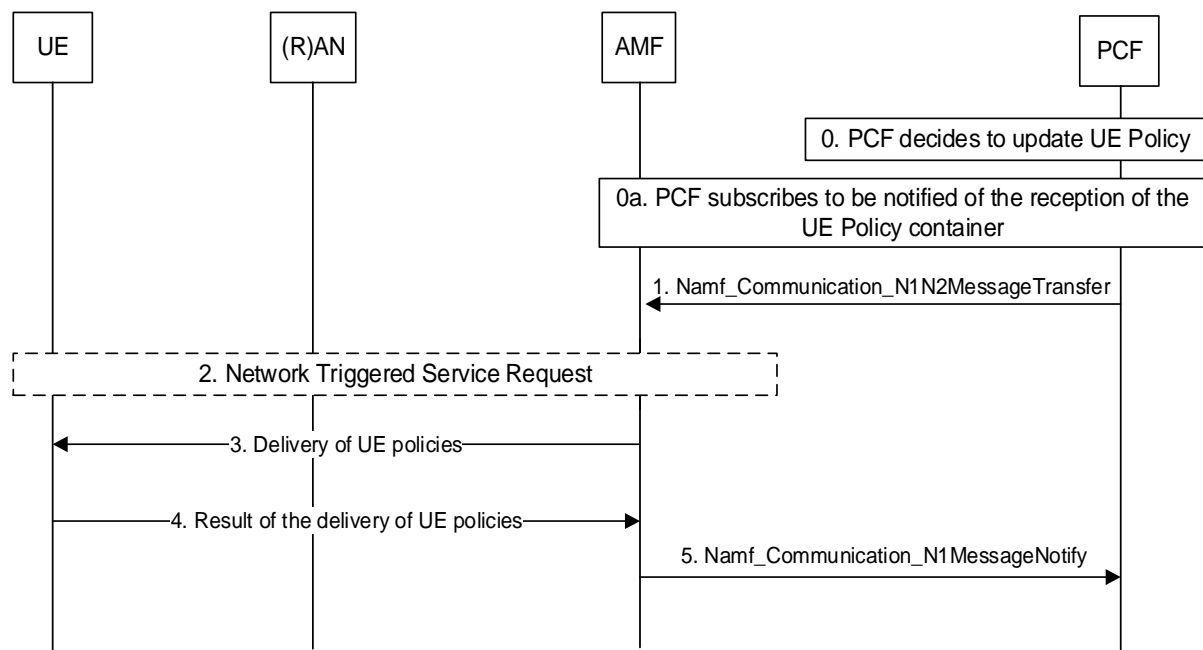 UE
(R)AN
AMF
PCF
0. PCF decides to update UE Policy
0a. PCF subscribes to be notified of the reception of the
UE Policy container
1. Namf_Communication_N1N2MessageTransfer
2. Network Triggered Service Request
3. Delivery of UE policies
4. Result of the delivery of UE policies
5. Namf_Communication_N1MessageNotify